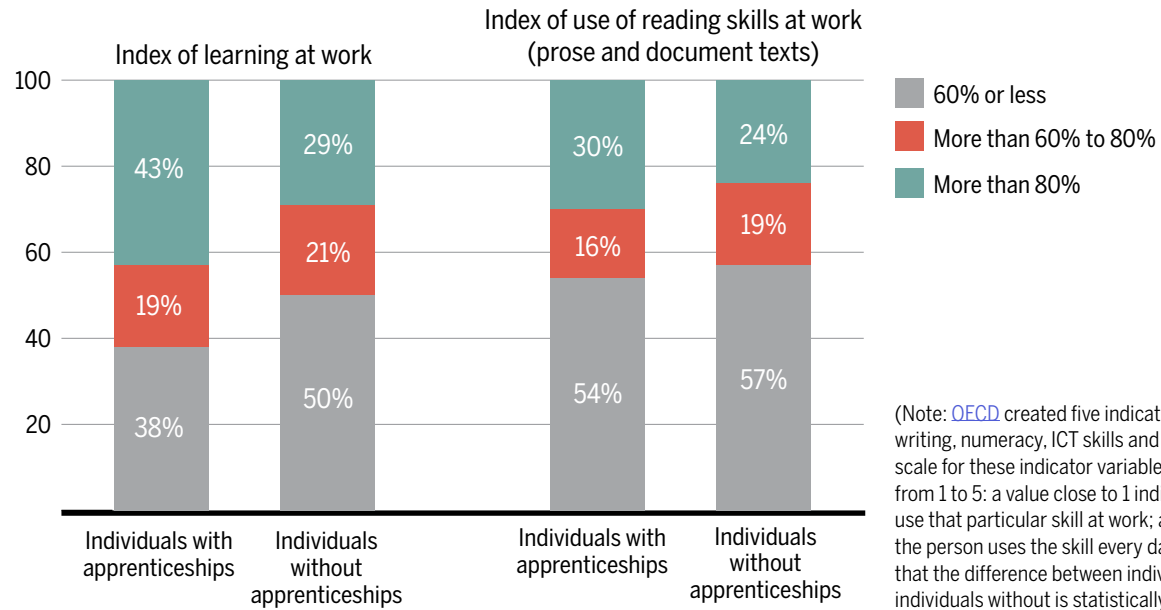 Index of learning at work
Index of use of reading skills at work
(prose and document texts)
100
80
60
40
20
43%
19%
38%
29%
21%
50%
30%
16%
54%
24%
19%
57%
Individuals with
apprenticeships
Individuals
without
apprenticeships
Individuals with
apprenticeships
Individuals
without
apprenticeships
60% or less
More than 60% to 80%
More than 80%
(Note: OECD created five
writing, numeracy, ICT skills and
scale for these indicator
from 1 to 5: a value close to 1
use that particular skill at work;
the person uses the skill every
that the difference between
individuals without is